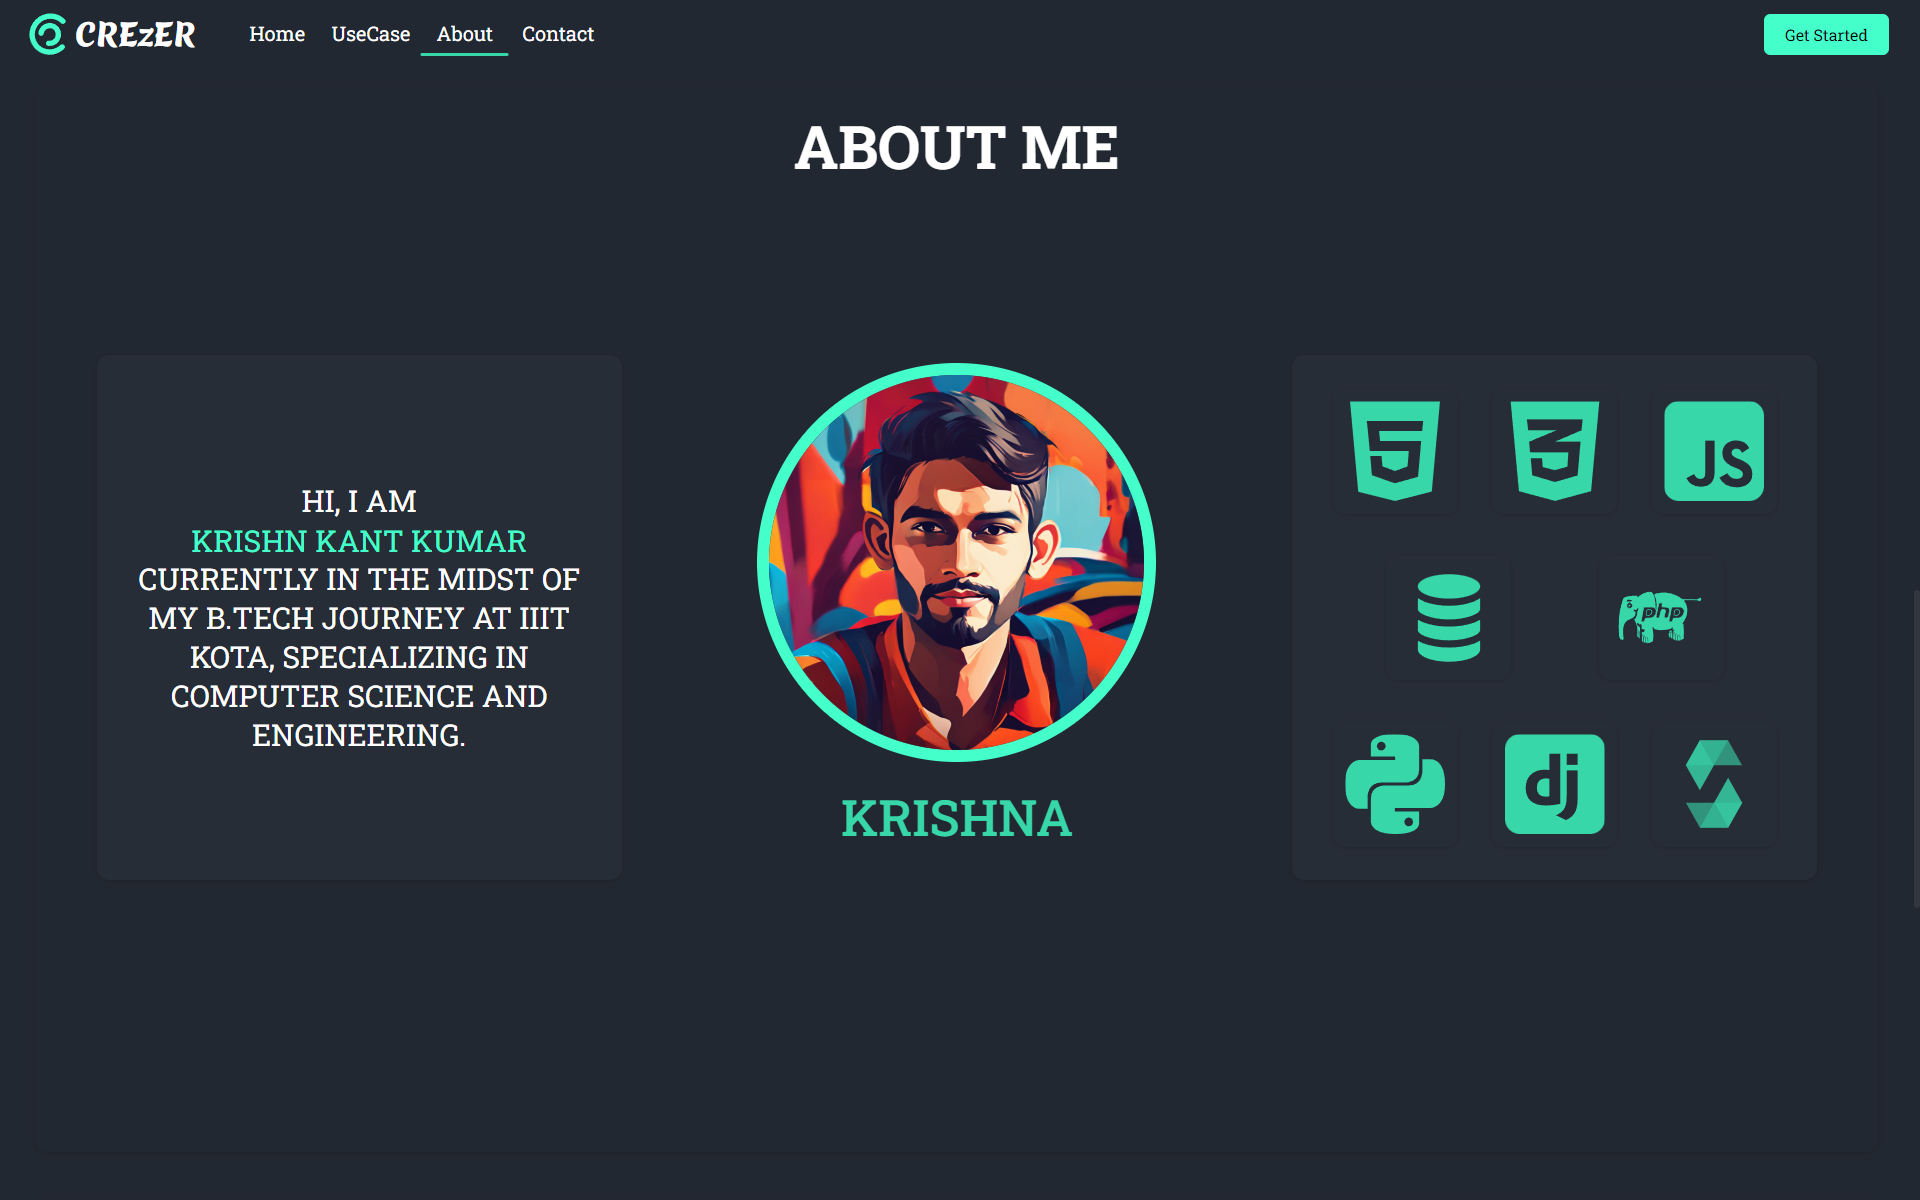 CREzER
Home UseCase About Contact
Get Started
ABOUT ME
HI, I AM
KRISHN KANT KUMAR
CURRENTLY IN THE MIDST OF
MY B.TECH JOURNEY AT IIIT
KOTA, SPECIALIZING IN
COMPUTER SCIENCE AND
ENGINEERING.
KRISHNA
5 3 JS
php
dj